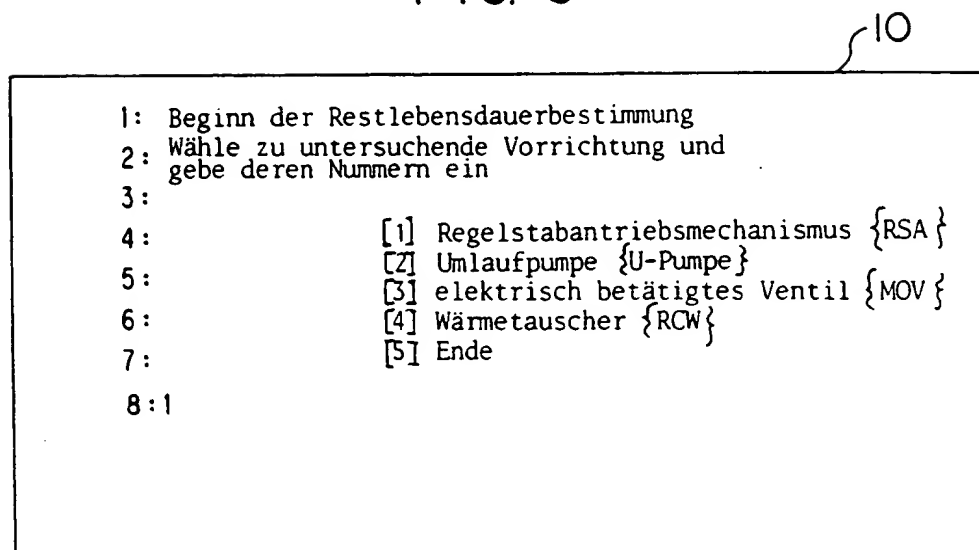 10
1: Beginn der Restlebensdauerbestimmung
2: Wähle zu untersuchende Vorrichtung und
gebe deren Nummern ein
3:
4: [1] Regelstabantriebsmechanismus {RSA}
5: [2] Umlaufpumpe {U-Pumpe}
[3] elektrisch betätigtes Ventil {MOV}
6: [4] Wärmetauscher {RCW}
7: [5] Ende
8:1